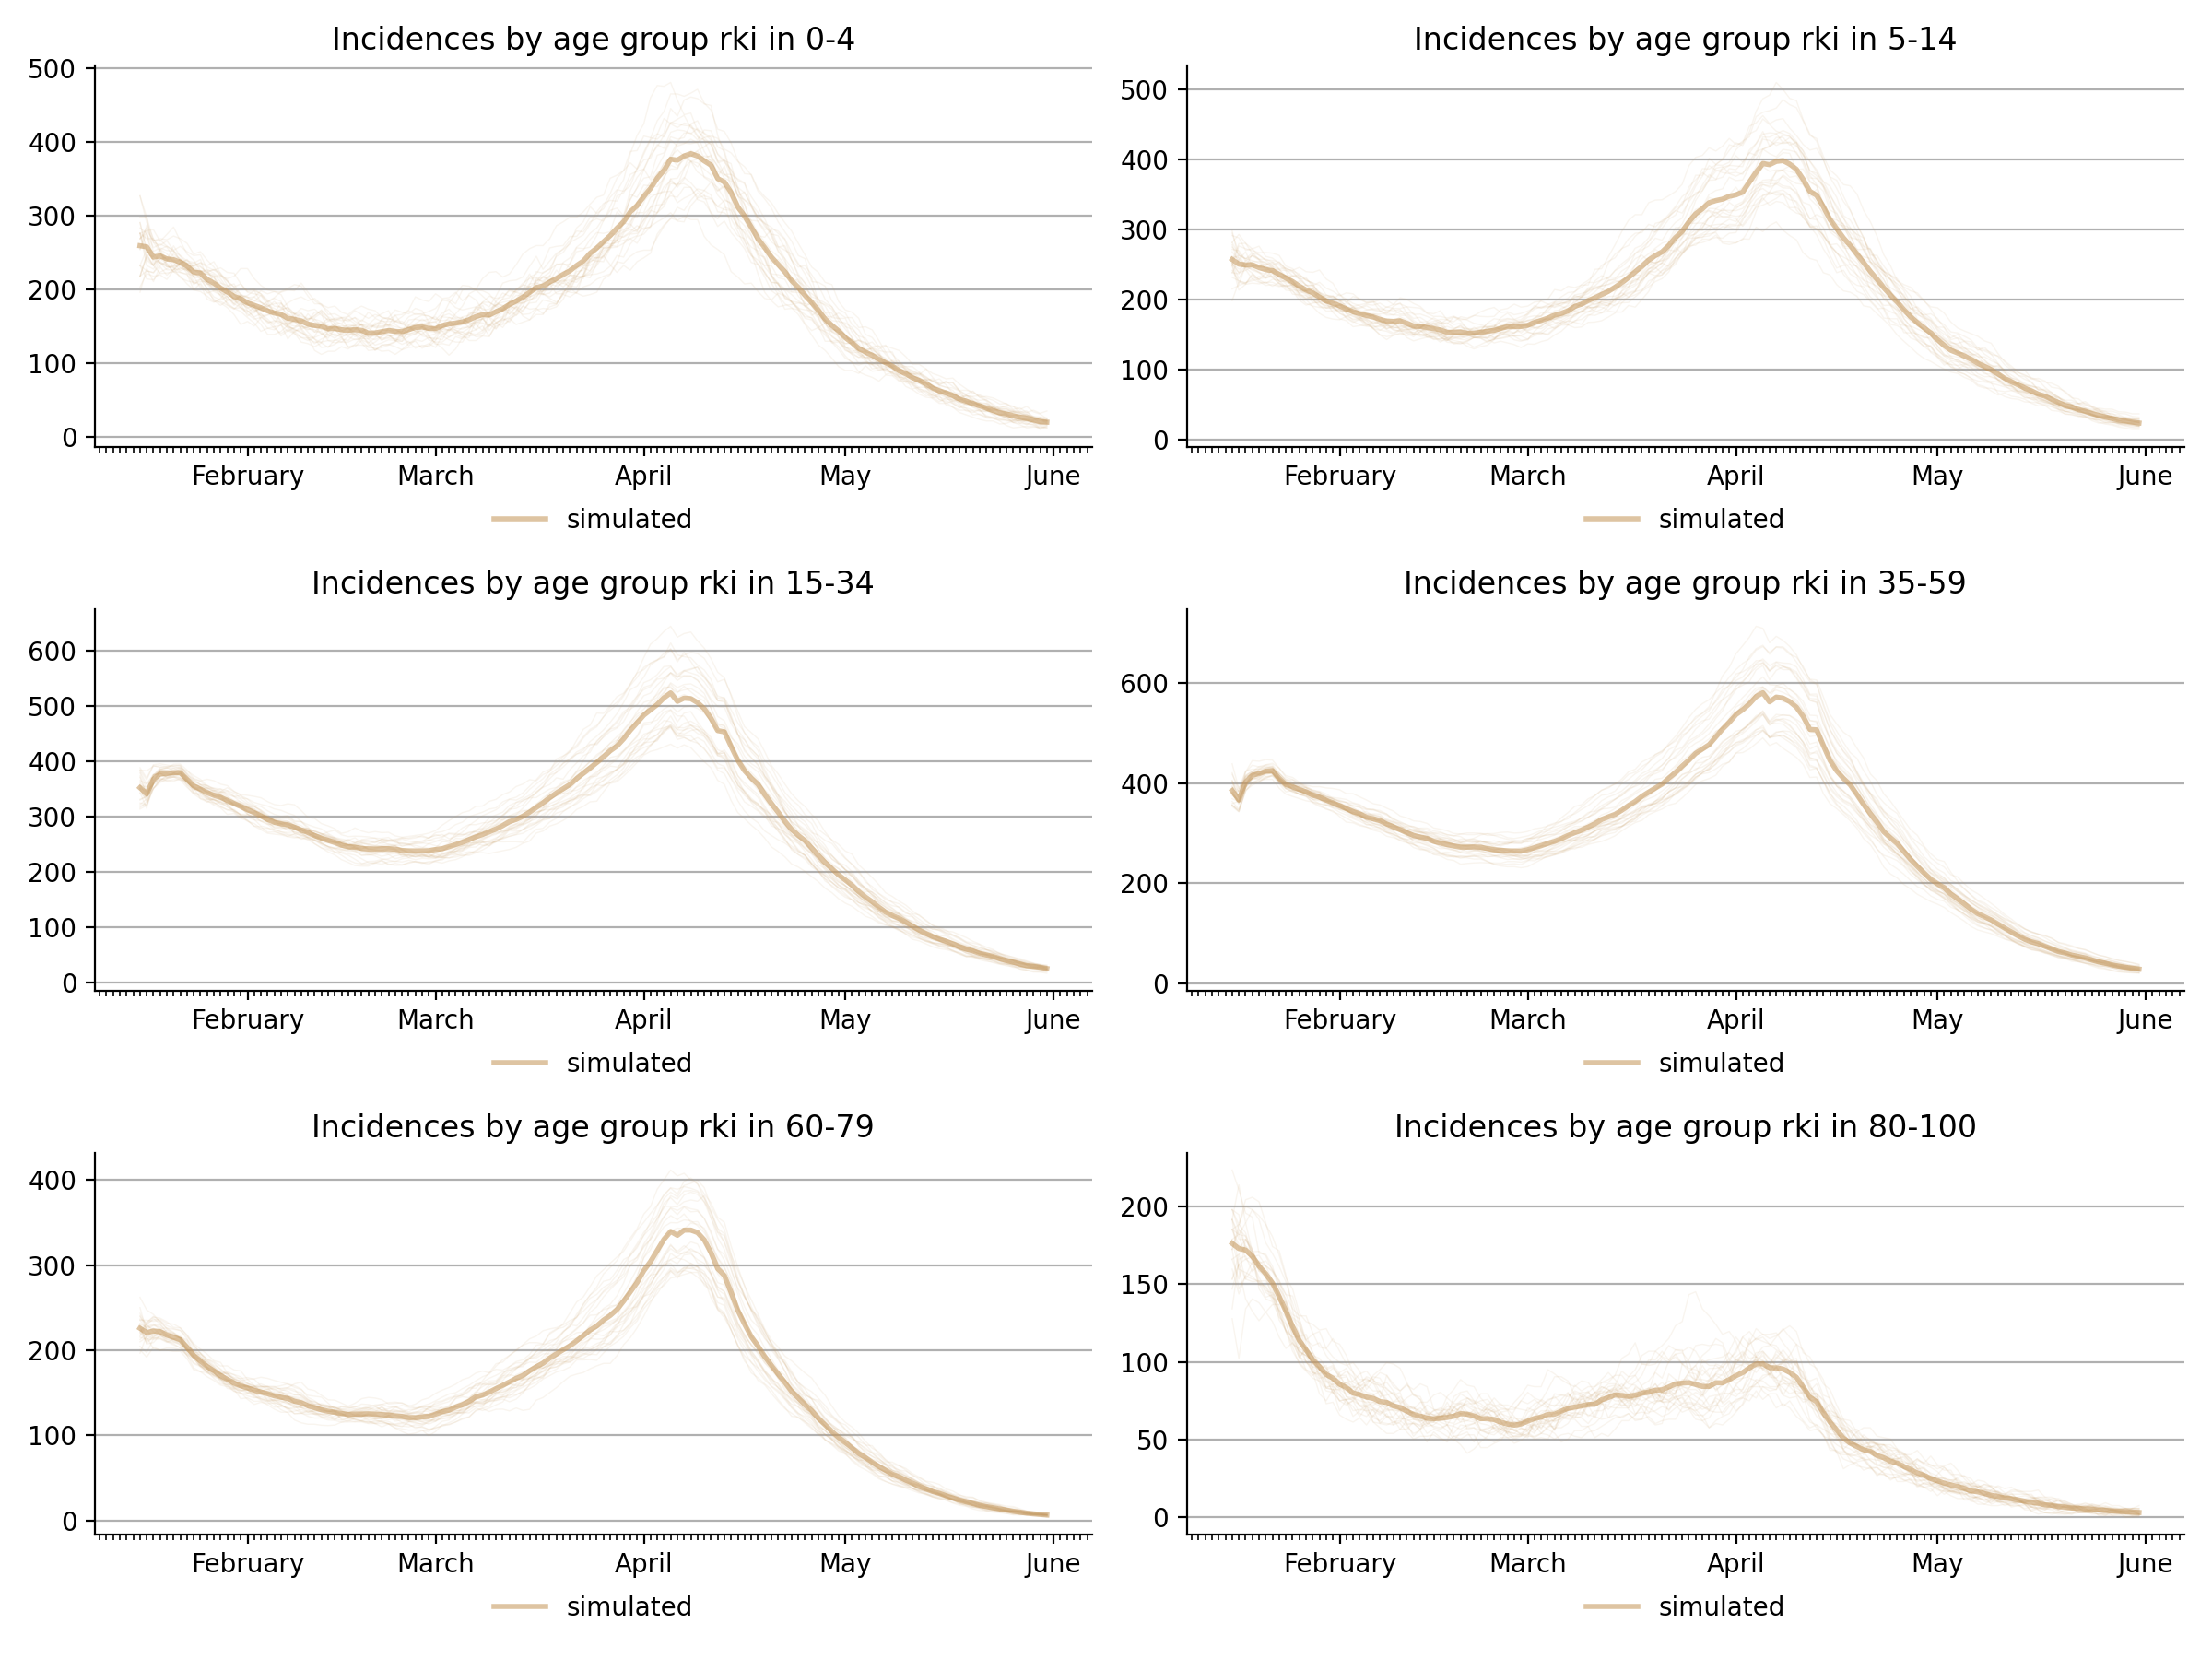 Incidences by age group rki in 0-4
500
400
300
200
100
0
February March April May June
simulated
Incidences by age group rki in 5-14
500
400
300
200
100
0
February March April May June
simulated
Incidences by age group rki in 15-34
600
500
400
300
200
100
0
February March April May June
simulated
Incidences by age group rki in 35-59
600
400
200
0
February March April May June
simulated
Incidences by age group rki in 60-79
400
300
200
100
0
February March April May June
simulated
Incidences by age group rki in 80-100
200
150
100
50
0
February March April May June
simulated